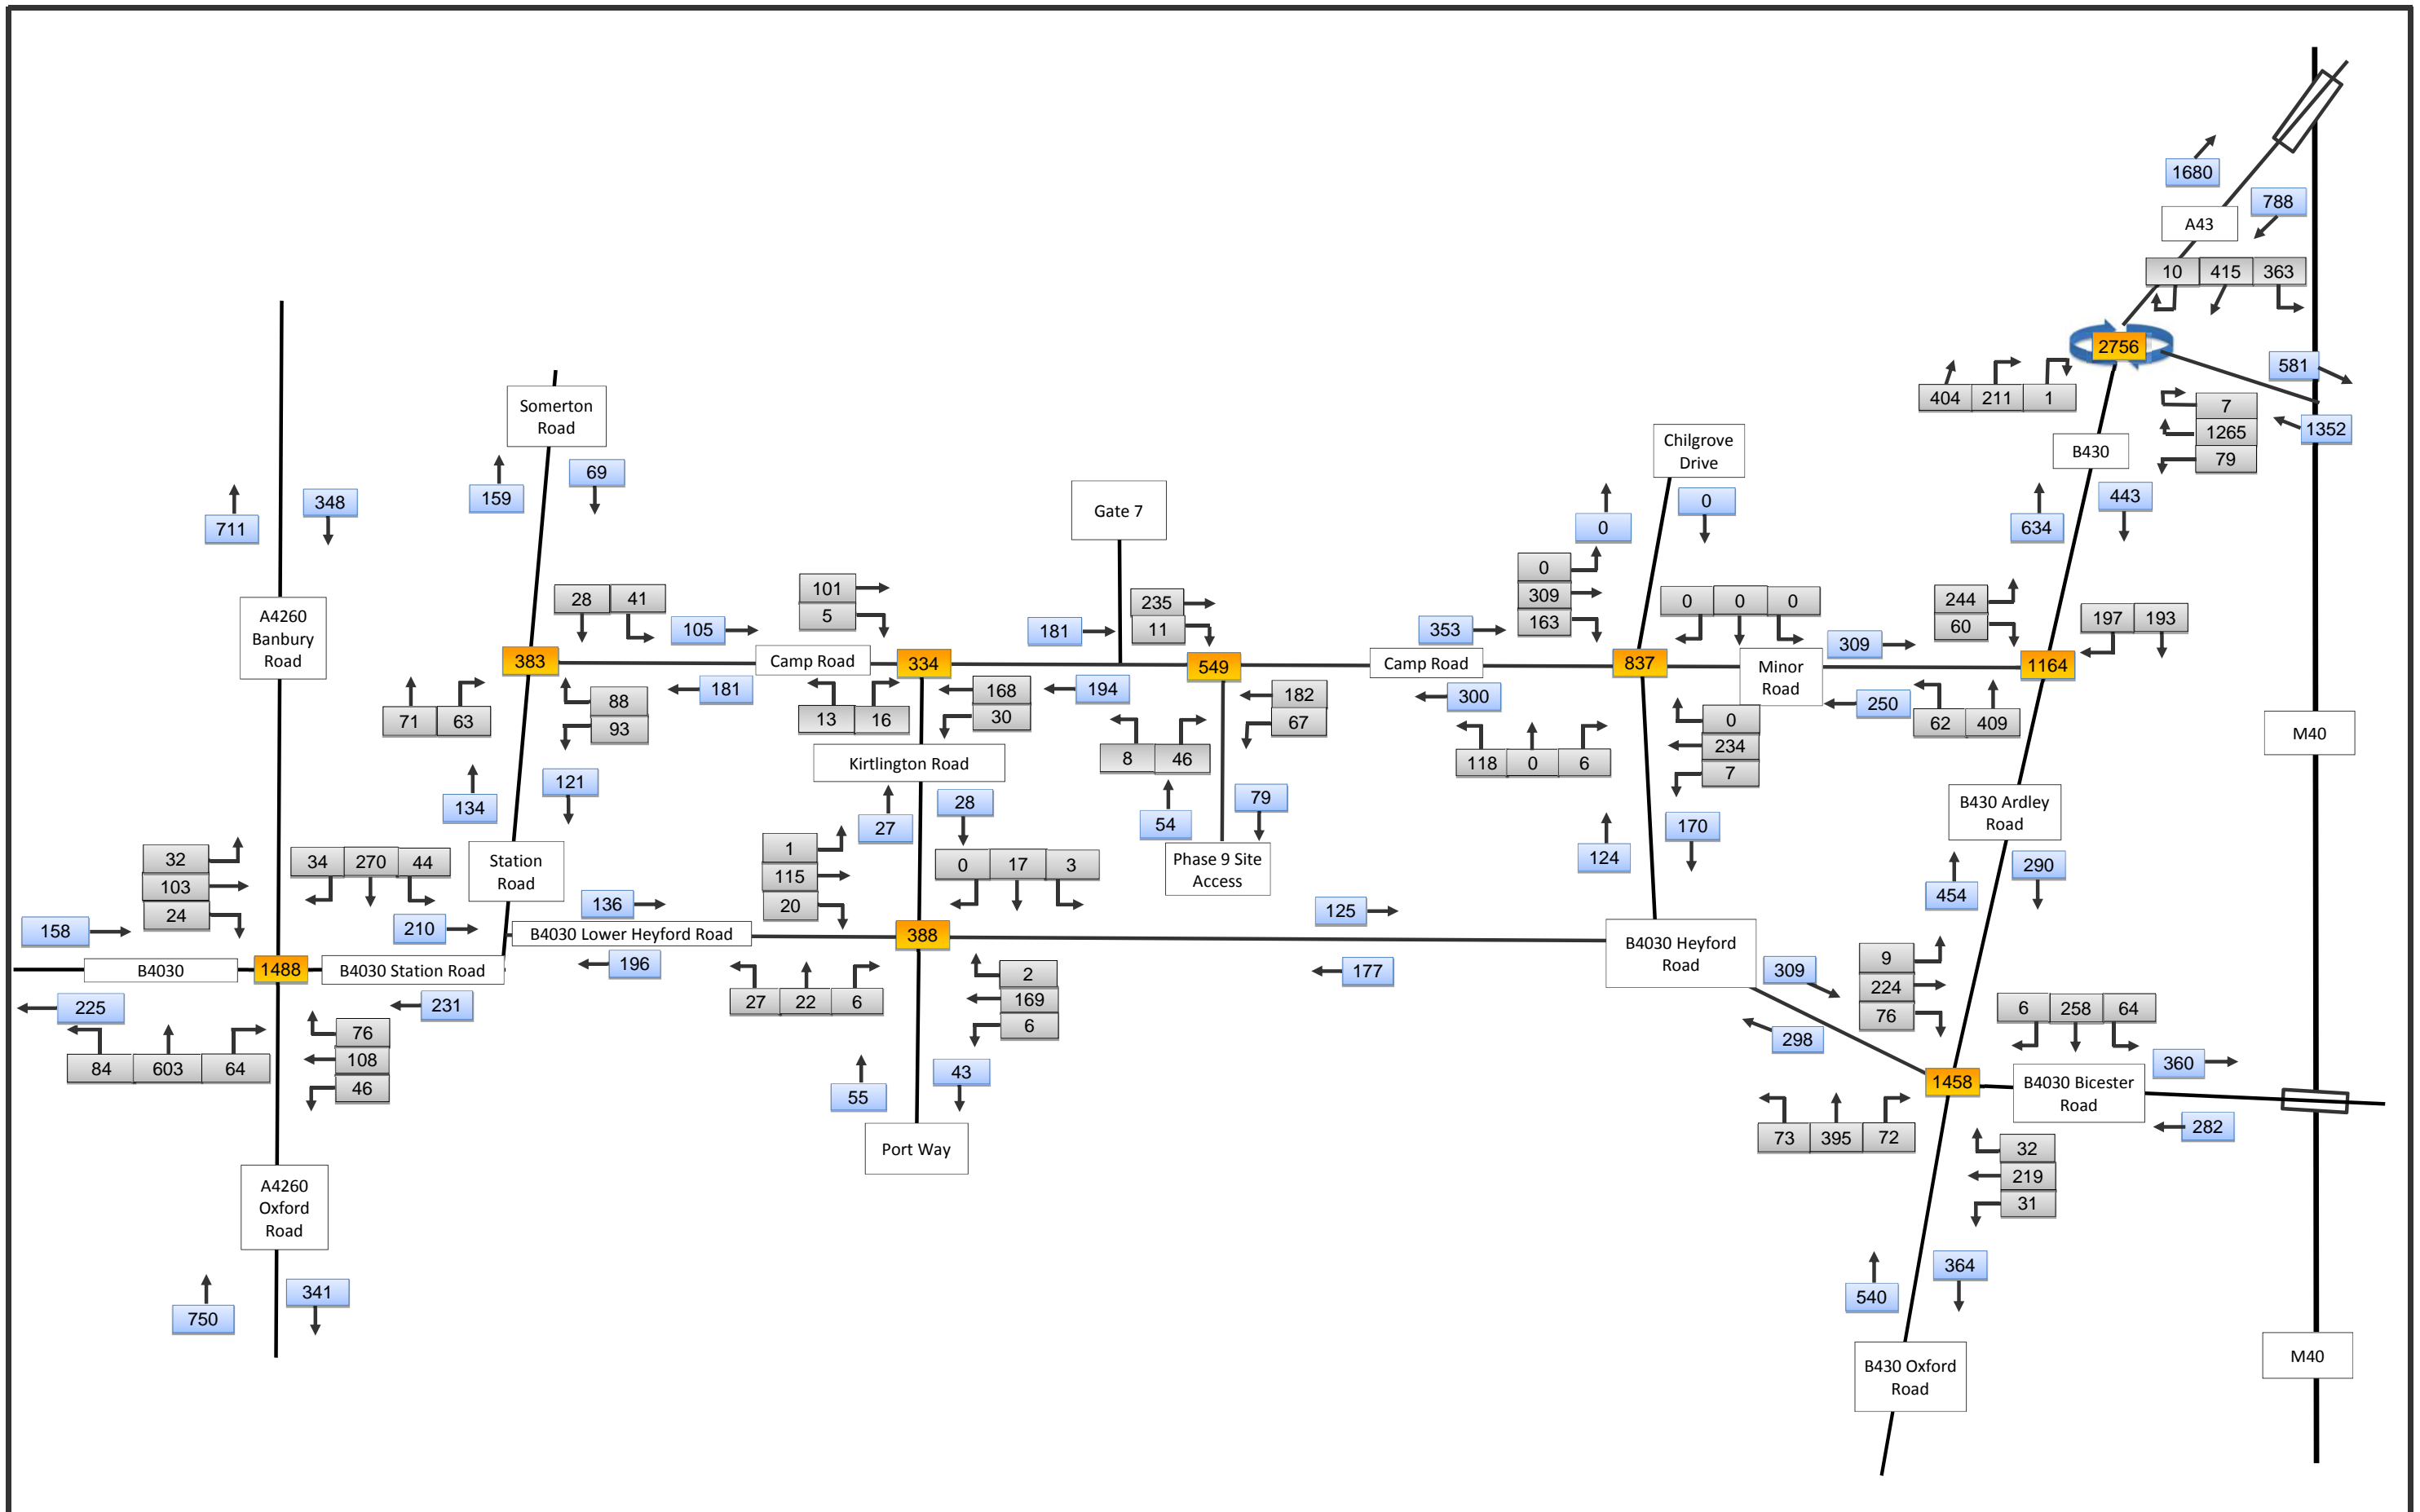 1680
788
A43
10 415 363
2756
581
404 211 1
7
1265
79
1352
Somerton
Road
Chilgrove
Drive
B430
159
69
711
348
Gate 7
0
0
634
443
A4260
Banbury
Road
28 41
105
101
5
181
235
11
353
0
309
163
0 0 0
309
244
60
197 193
383
Camp Road
334
549
Camp Road
837
Minor
Road
1164
71 63
88
93
181
13 16
168
30
194
8 46
182
67
300
118 0 6
0
234
7
250
62 409
M40
Kirtlington Road
134
121
27
28
54
79
124
170
B430 Ardley
Road
32
103
24
34 270 44
Station
Road
1
115
20
0 17 3
Phase 9 Site
Access
454
290
158
210
136
125
B4030 Lower Heyford Road
388
B4030 Heyford
Road
309
9
224
76
B4030
1488
B4030 Station Road
196
177
225
231
27 22 6
2
169
6
298
6 258 64
84 603 64
76
108
46
55
43
1458
B4030 Bicester
Road
360
282
Port Way
73 395 72
32
219
31
A4260
Oxford
Road
750
341
540
364
B430 Oxford
Road
M40